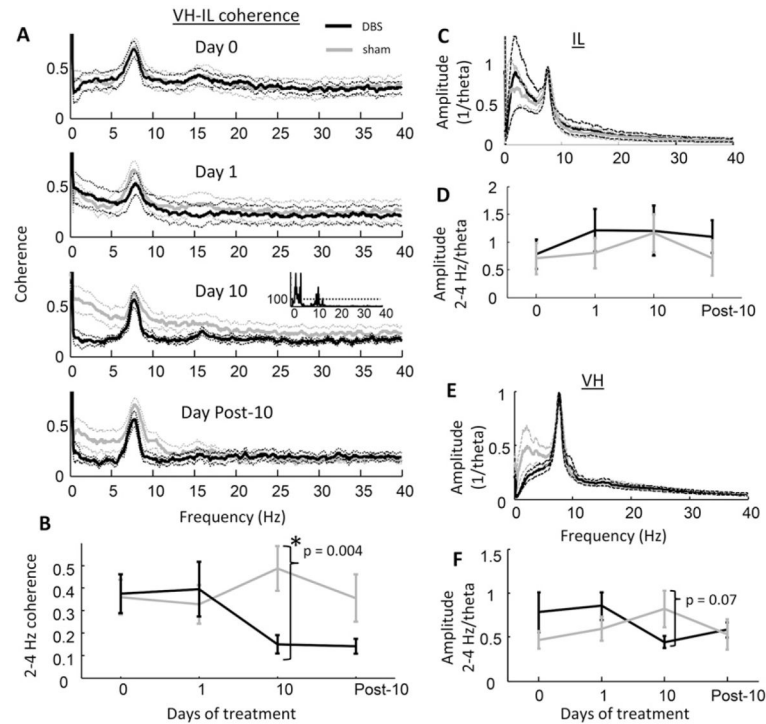 VH-IL coherence
DBS
sham
A
Day 0
0.5
0
0 5 10 15 20 25 30 35 40
Day 1
0.5
0
0 5 10 15 20 25 30 35 40
Coherence
Day 10
0.5
0
100
0 10 20 30 40
0 5 10 15 20 25 30 35 40
Day Post-10
0.5
0
0 5 10 15 20 25 30 35 40
Frequency (Hz)
B
2-4 Hz coherence
0.5
0.4
0.3
0.2
0.1
0
* p = 0.004
0 1 10 Post-10
Days of treatment
C
IL
Amplitude
(1/theta)
1
0.5
0
0 10 20 30 40
D
Amplitude
2-4 Hz/theta
2
1.5
1
0.5
0
0 1 10 Post-10
E
VH
Amplitude
(1/theta)
1
0.5
0
0 10 20 30 40
Frequency (Hz)
F
Amplitude
2-4 Hz/theta
1.5
1
0.5
0
p = 0.07
0 1 10 Post-10
Days of treatment